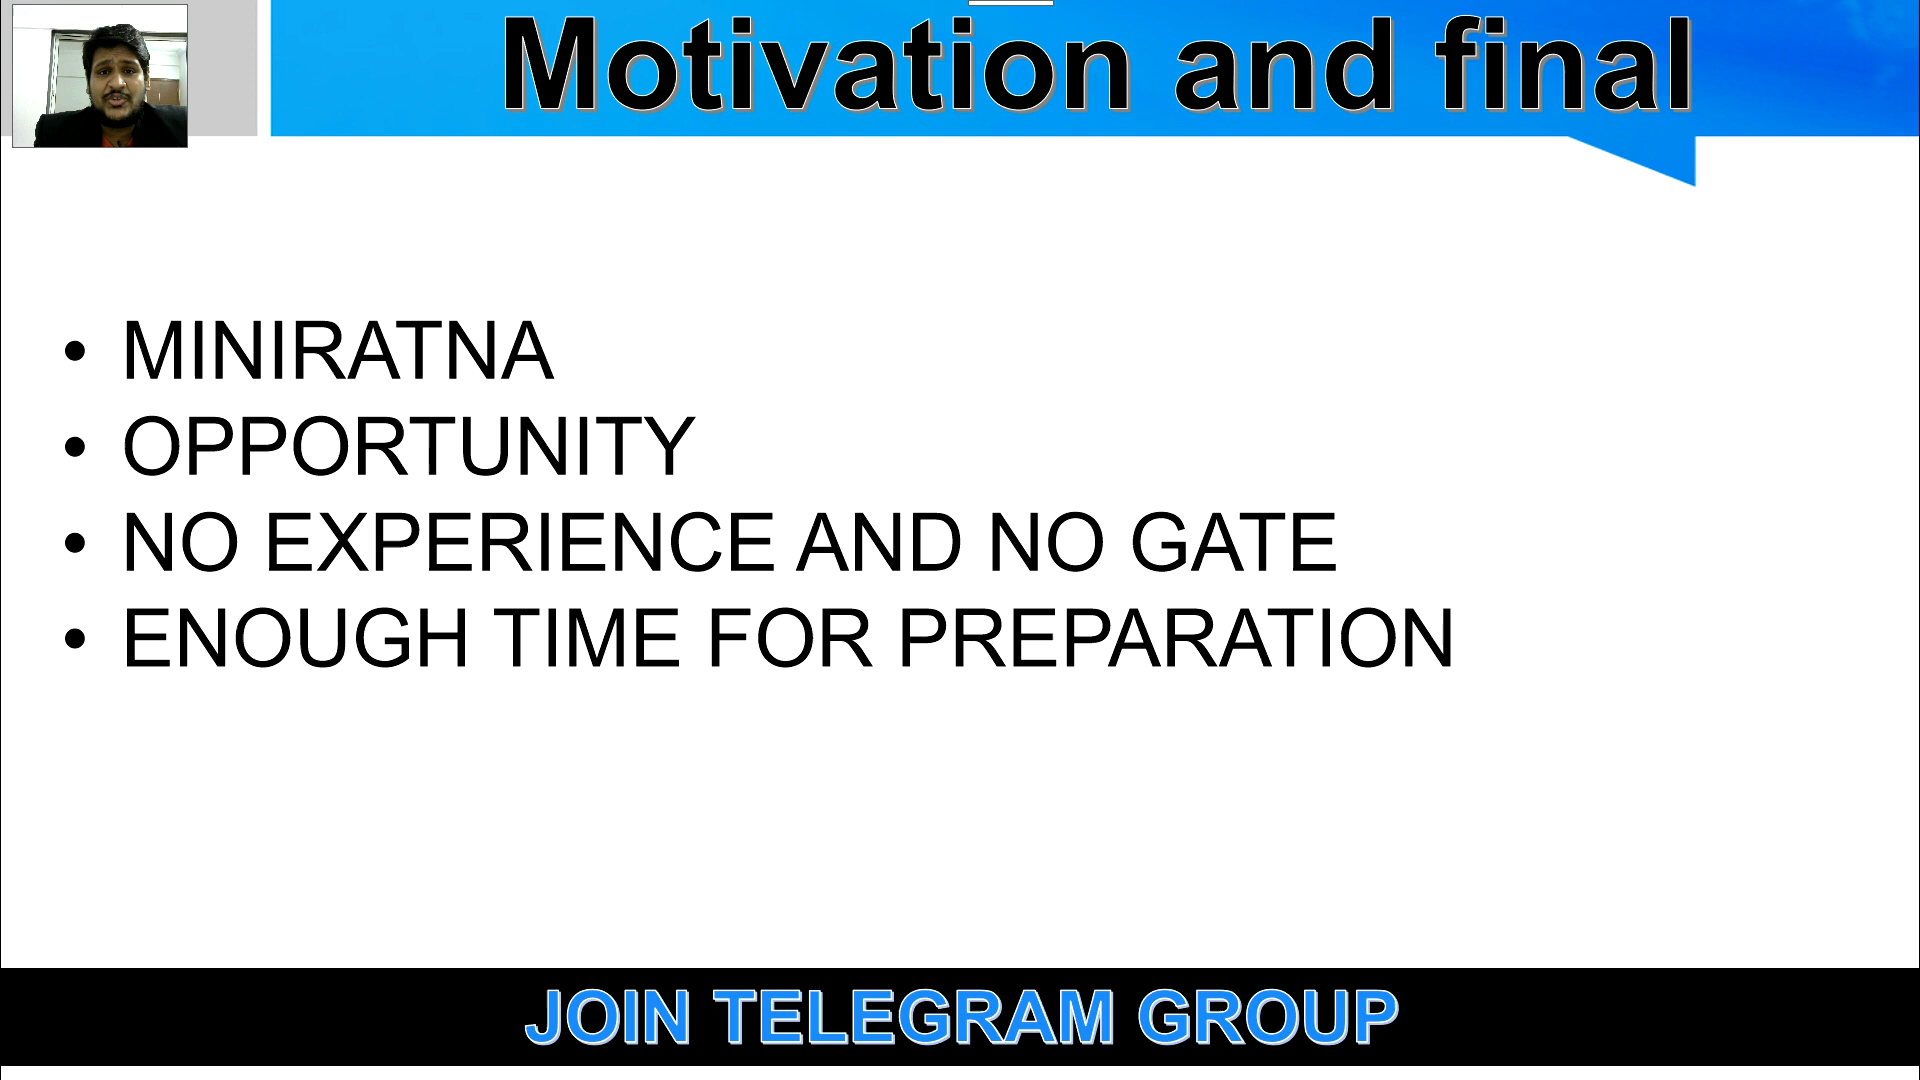 Motivation and final
• MINIRATNA
• OPPORTUNITY
• NO EXPERIENCE AND NO GATE
• ENOUGH TIME FOR PREPARATION
JOIN TELEGRAM GROUP